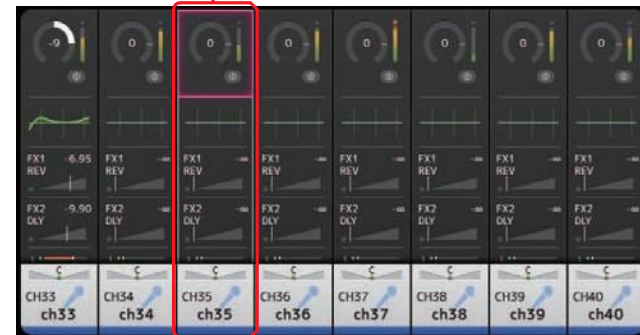 -9 0 0 0 0 0 0 0
FX1 -6.95 FX1 -∞ FX1 -∞ FX1 -∞ FX1 -∞ FX1 -∞ FX1 -∞ FX1 -∞
REV REV REV REV REV REV REV REV
FX2 -9.90 FX2 -∞ FX2 -∞ FX2 -∞ FX2 -∞ FX2 -∞ FX2 -∞ FX2 -∞
DLY DLY DLY DLY DLY DLY DLY DLY
C C C C C C C C
CH33 CH34 CH35 CH36 CH37 CH38 CH39 CH40
ch33 ch34 ch35 ch36 ch37 ch38 ch39 ch40